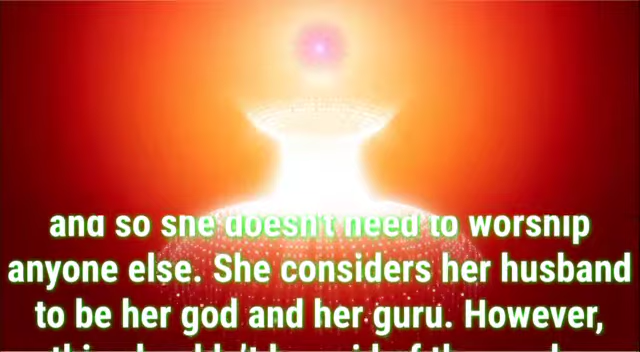 and so she doesn't need to worship
anyone else. She considers her husband
to be her god and her guru. However,